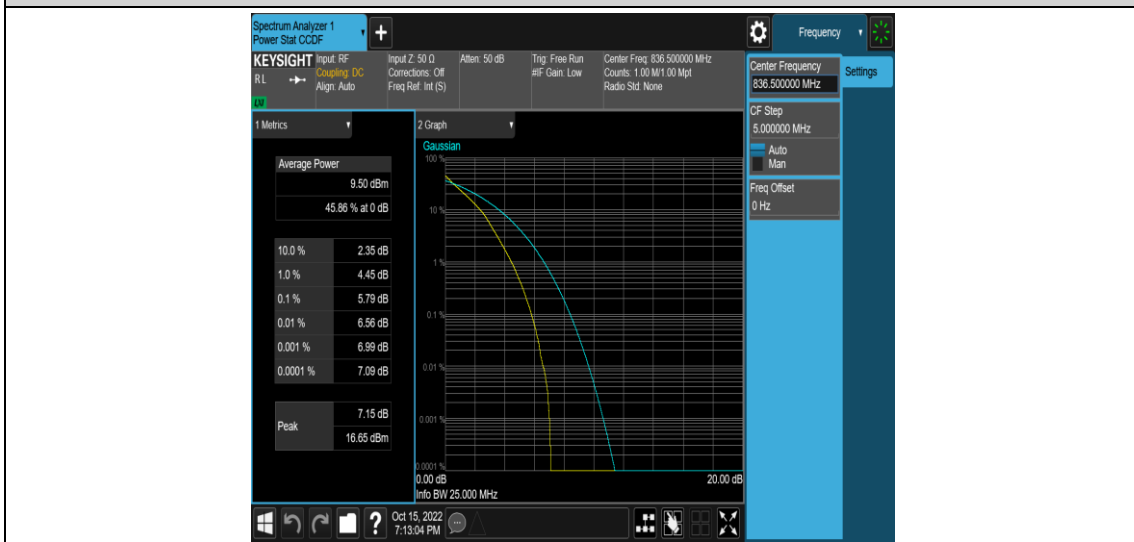 Spectrum Analyzer 1
Power Stat CCDF
Frequency
KEYSIGHT
RL
Input: RF
Coupling: DC
Align: Auto
Input Z: 50 Ω
Corrections: Off
Freq Ref: Int (S)
Atten: 50 dB
Trig: Free Run
#IF Gain: Low
Center Freq: 836.500000 MHz
Counts: 1.00 M/1.00 Mpt
Radio Std: None
Center Frequency
836.500000 MHz
Settings
CF Step
5.000000 MHz
Auto
Man
Freq Offset
0 Hz
1 Metrics
Average Power
9.50 dBm
45.86 % at 0 dB
10.0 % 2.35 dB
1.0 % 4.45 dB
0.1 % 5.79 dB
0.01 % 6.56 dB
0.001 % 6.99 dB
0.0001 % 7.09 dB
Peak
7.15 dB
16.65 dBm
2 Graph
Gaussian
100 %
10 %
1 %
0.1 %
0.01 %
0.001 %
0.0001 %
0.00 dB 20.00 dB
Info BW 25.000 MHz
?
Oct 15, 2022
7:13:04 PM